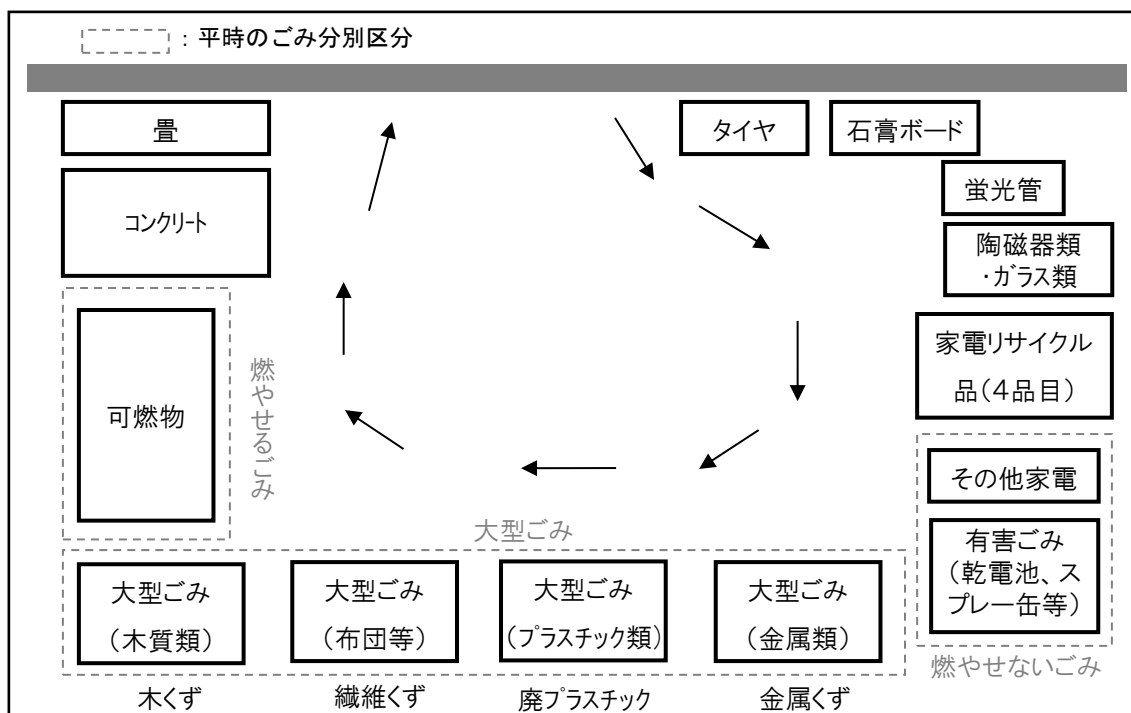 ：平時のごみ分別区分
畳
タイヤ
石膏ボード
コンクリート
蛍光管
陶磁器類
・ガラス類
家電リサイクル
品(４品目)
可燃物
燃やせるごみ
その他家電
有害ごみ
(乾電池、ス
プレー缶等)
燃やせないごみ
大型ごみ
大型ごみ
(木質類)
大型ごみ
(布団等)
大型ごみ
(プラスチック類)
大型ごみ
(金属類)
木くず
繊維くず
廃プラスチック
金属くず